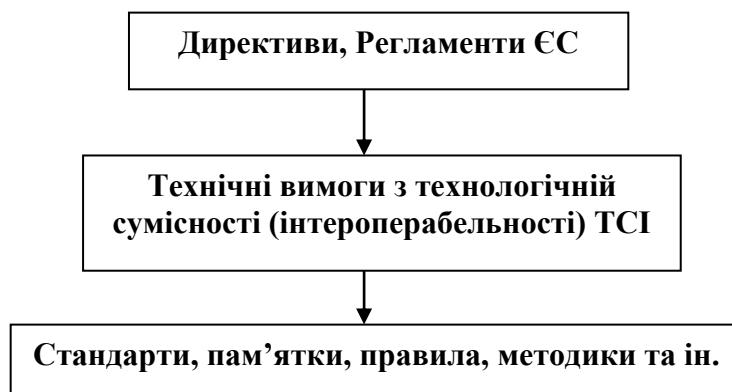 Директиви, Регламенти ЄС
Технічні вимоги з технологічній
сумісності (інтероперабельності) ТСІ
Стандарти, пам’ятки, правила, методики та ін.